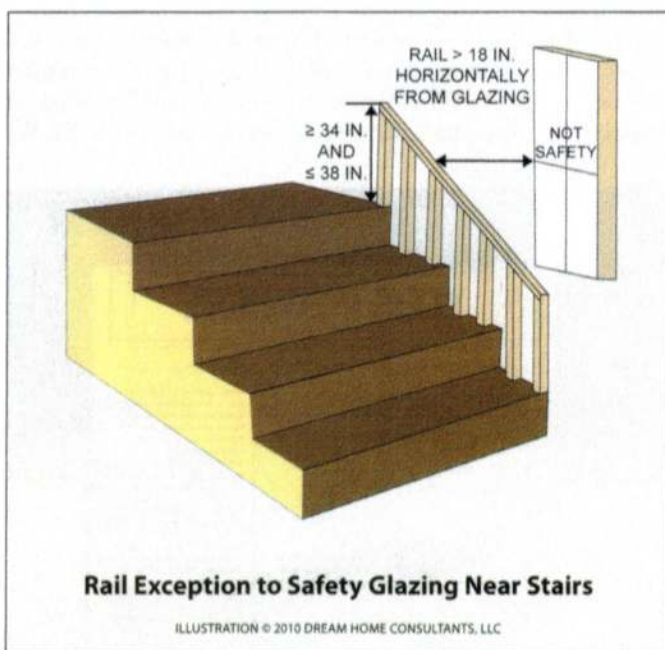 RAIL > 18 IN.
HORIZONTALLY
FROM GLAZING
≥ 34 IN.
AND
≤ 38 IN.
NOT
SAFETY
Rail Exception to Safety Glazing Near Stairs
ILLUSTRATION © 2010 DREAM HOME CONSULTANTS, LLC